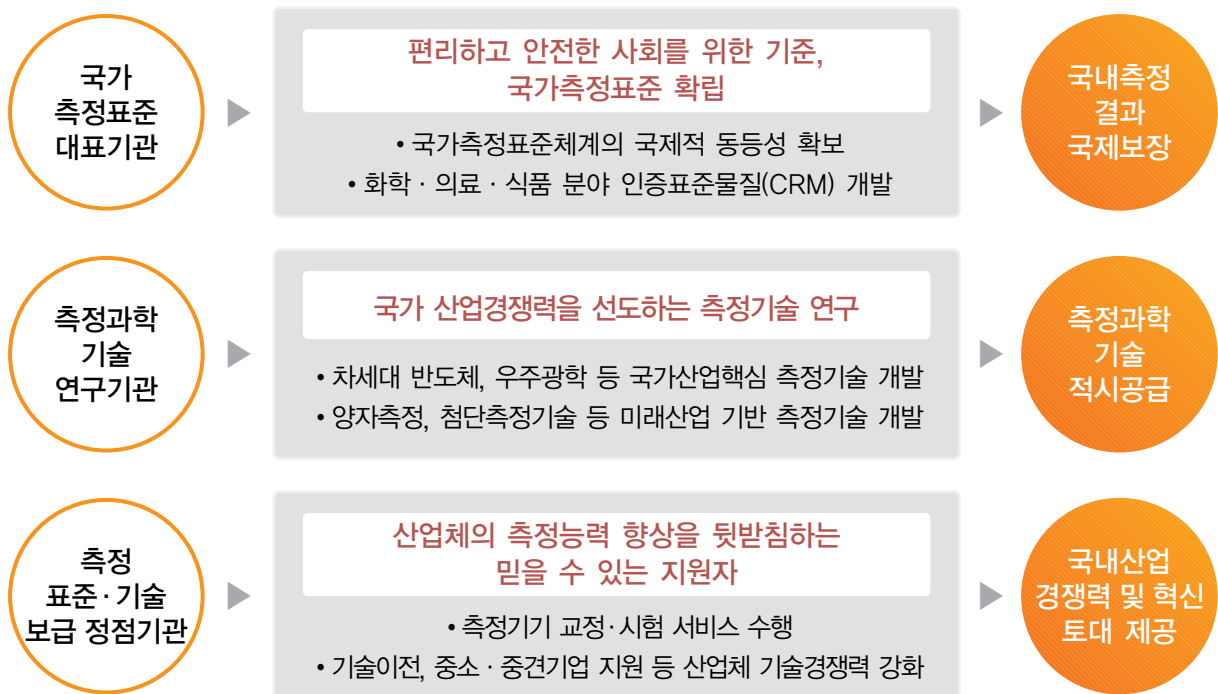 국가
측정표준
대표기관
편리하고 안전한 사회를 위한 기준,
국가측정표준 확립
• 국가측정표준체계의 국제적 동등성 확보
• 화학 · 의료 · 식품 분야 인증표준물질(CRM) 개발
국내측정
결과
국제보장
측정과학
기술
연구기관
국가 산업경쟁력을 선도하는 측정기술 연구
• 차세대 반도체, 우주광학 등 국가산업핵심 측정기술 개발
• 양자측정, 첨단측정기술 등 미래산업 기반 측정기술 개발
측정과학
기술
적시공급
측정
표준 · 기술
보급 정점기관
산업체의 측정능력 향상을 뒷받침하는
믿을 수 있는 지원자
• 측정기기 교정·시험 서비스 수행
• 기술이전, 중소 · 중견기업 지원 등 산업체 기술경쟁력 강화
국내산업
경쟁력 및 혁신
토대 제공